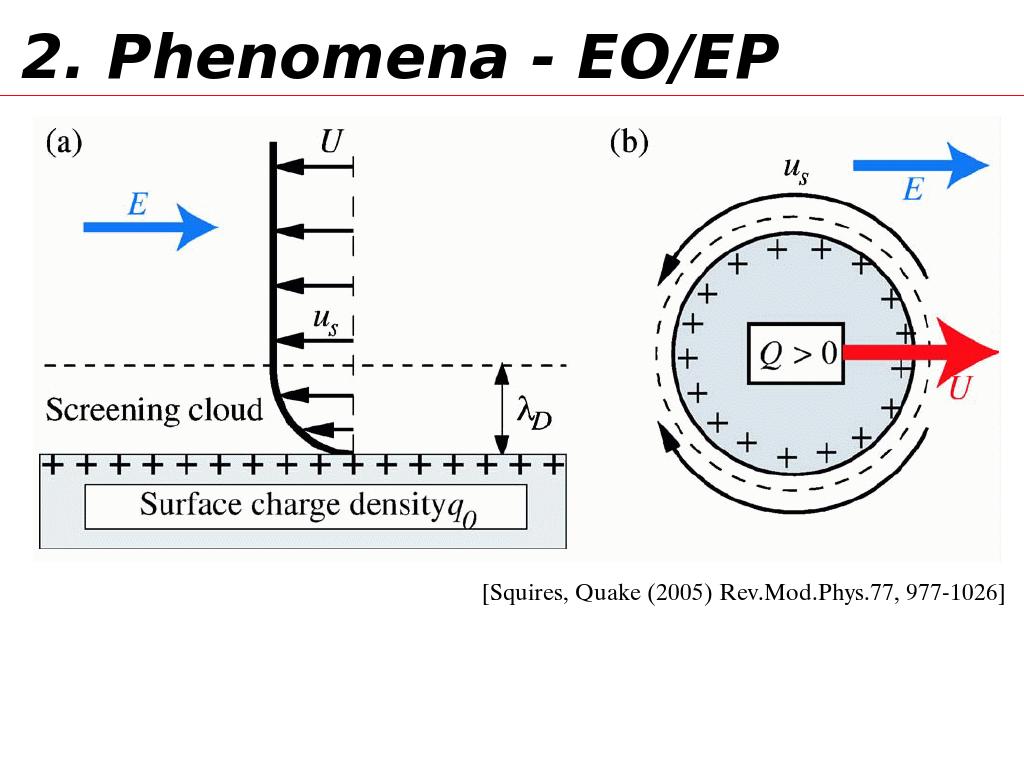 2. Phenomena - EO/EP
(a)
U
E
u_s
Screening cloud
λ_D
+ + + + + + + + + + + + + + + +
Surface charge density q_0
(b)
u_s
E
Q > 0
U
[Squires, Quake (2005) Rev.Mod.Phys.77, 977-1026]